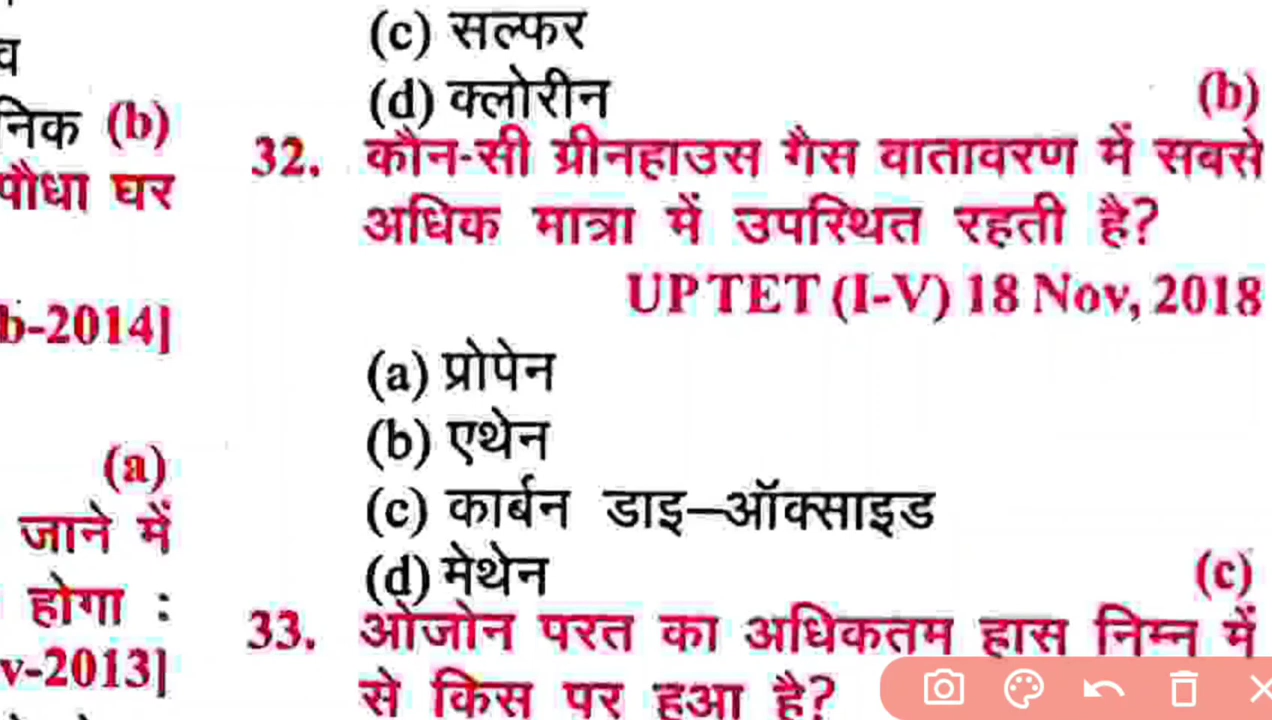 व
निक (b)
पौधा घर
b-2014]
(a)
जाने में
होगा :
v-2013]
(c) सल्फर
(d) क्लोरीन
(b)
32. कौन-सी ग्रीनहाउस गैस वातावरण में सबसे
अधिक मात्रा में उपस्थित रहती है?
UPTET (I-V) 18 Nov, 2018
(a) प्रोपेन
(b) एथेन
(c) कार्बन डाइ–ऑक्साइड
(d) मेथेन
(c)
33. ओजोन परत का अधिकतम ह्रास निम्न में
से किस पर हुआ है?